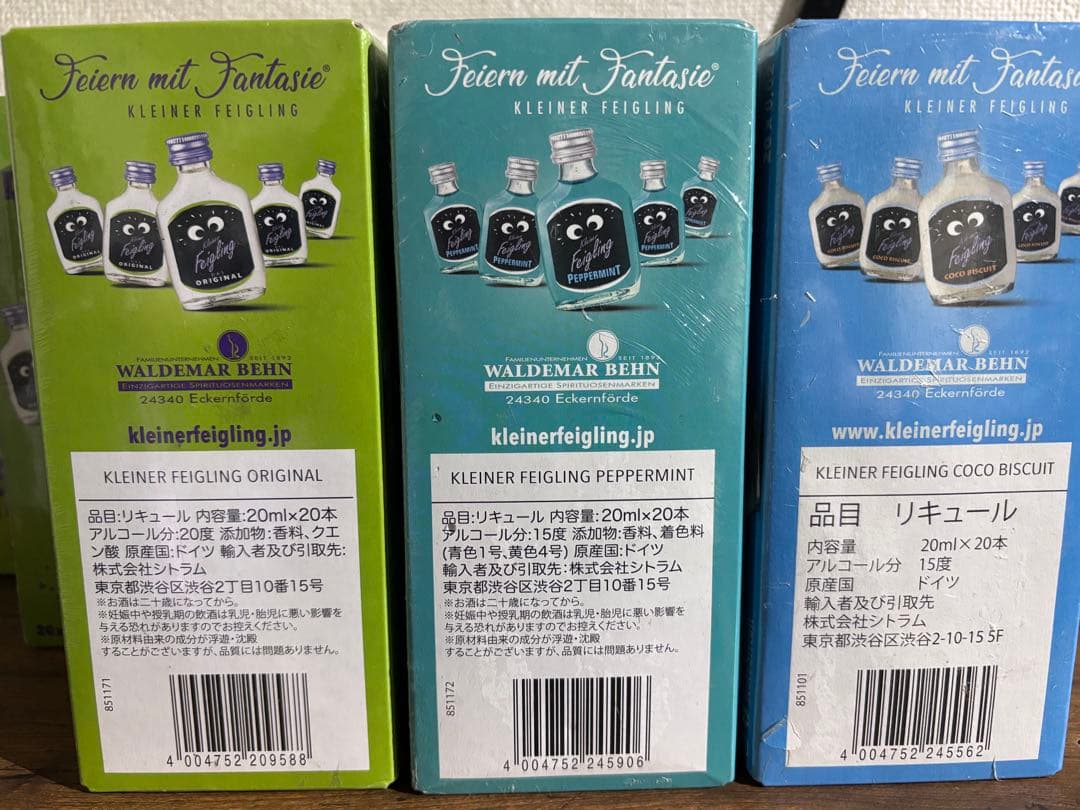 Feiern mit Fantasie®
KLEINER FEIGLING
Kleiner
Feigling
ORIGINAL
FAMILIENUNTERNEHMEN SEIT 1892
WALDEMAR BEHN
EINZIGARTIGE SPIRITUOSENMARKEN
24340 Eckernförde
kleinerfeigling.jp
KLEINER FEIGLING ORIGINAL
品目:リキュール 内容量:20ml×20本
アルコール分:20度 添加物:香料、クエ
ン酸 原産国:ドイツ 輸入者及び引取先:
株式会社シトラム
東京都渋谷区渋谷2丁目10番15号
※お酒は二十歳になってから。
※妊娠中や授乳期の飲酒は乳児・胎児に悪い影響を
与える恐れがありますのでお控えください。
※原材料由来の成分が浮遊・沈殿
することがございますが、品質には問題ありません。
851171
4 004752 209588
Feiern mit Fantasie®
KLEINER FEIGLING
Kleiner
Feigling
PEPPERMINT
FAMILIENUNTERNEHMEN SEIT 1892
WALDEMAR BEHN
EINZIGARTIGE SPIRITUOSENMARKEN
24340 Eckernförde
kleinerfeigling.jp
KLEINER FEIGLING PEPPERMINT
品目:リキュール 内容量:20ml×20本
アルコール分:15度 添加物:香料、着色料
(青色1号、黄色4号) 原産国:ドイツ
輸入者及び引取先:株式会社シトラム
東京都渋谷区渋谷2丁目10番15号
※お酒は二十歳になってから。
※妊娠中や授乳期の飲酒は乳児・胎児に悪い影響を
与える恐れがありますのでお控えください。
※原材料由来の成分が浮遊・沈殿
することがございますが、品質には問題ありません。
851172
4 004752 245906
Feiern mit Fantas
KLEINER FEIGLING
Feigling
COCO BISCUIT
FAMILIENUNTERNEHMEN SEIT 1892
WALDEMAR BEHN
EINZIGARTIGE SPIRITUOSENMARKEN
24340 Eckernförde
www.kleinerfeigling.jp
KLEINER FEIGLING COCO BISCUIT
品目 リキュール
内容量 20ml×20本
アルコール分 15度
原産国 ドイツ
輸入者及び引取先
株式会社シトラム
東京都渋谷区渋谷2-10-15 5F
851101
4 004752 245562